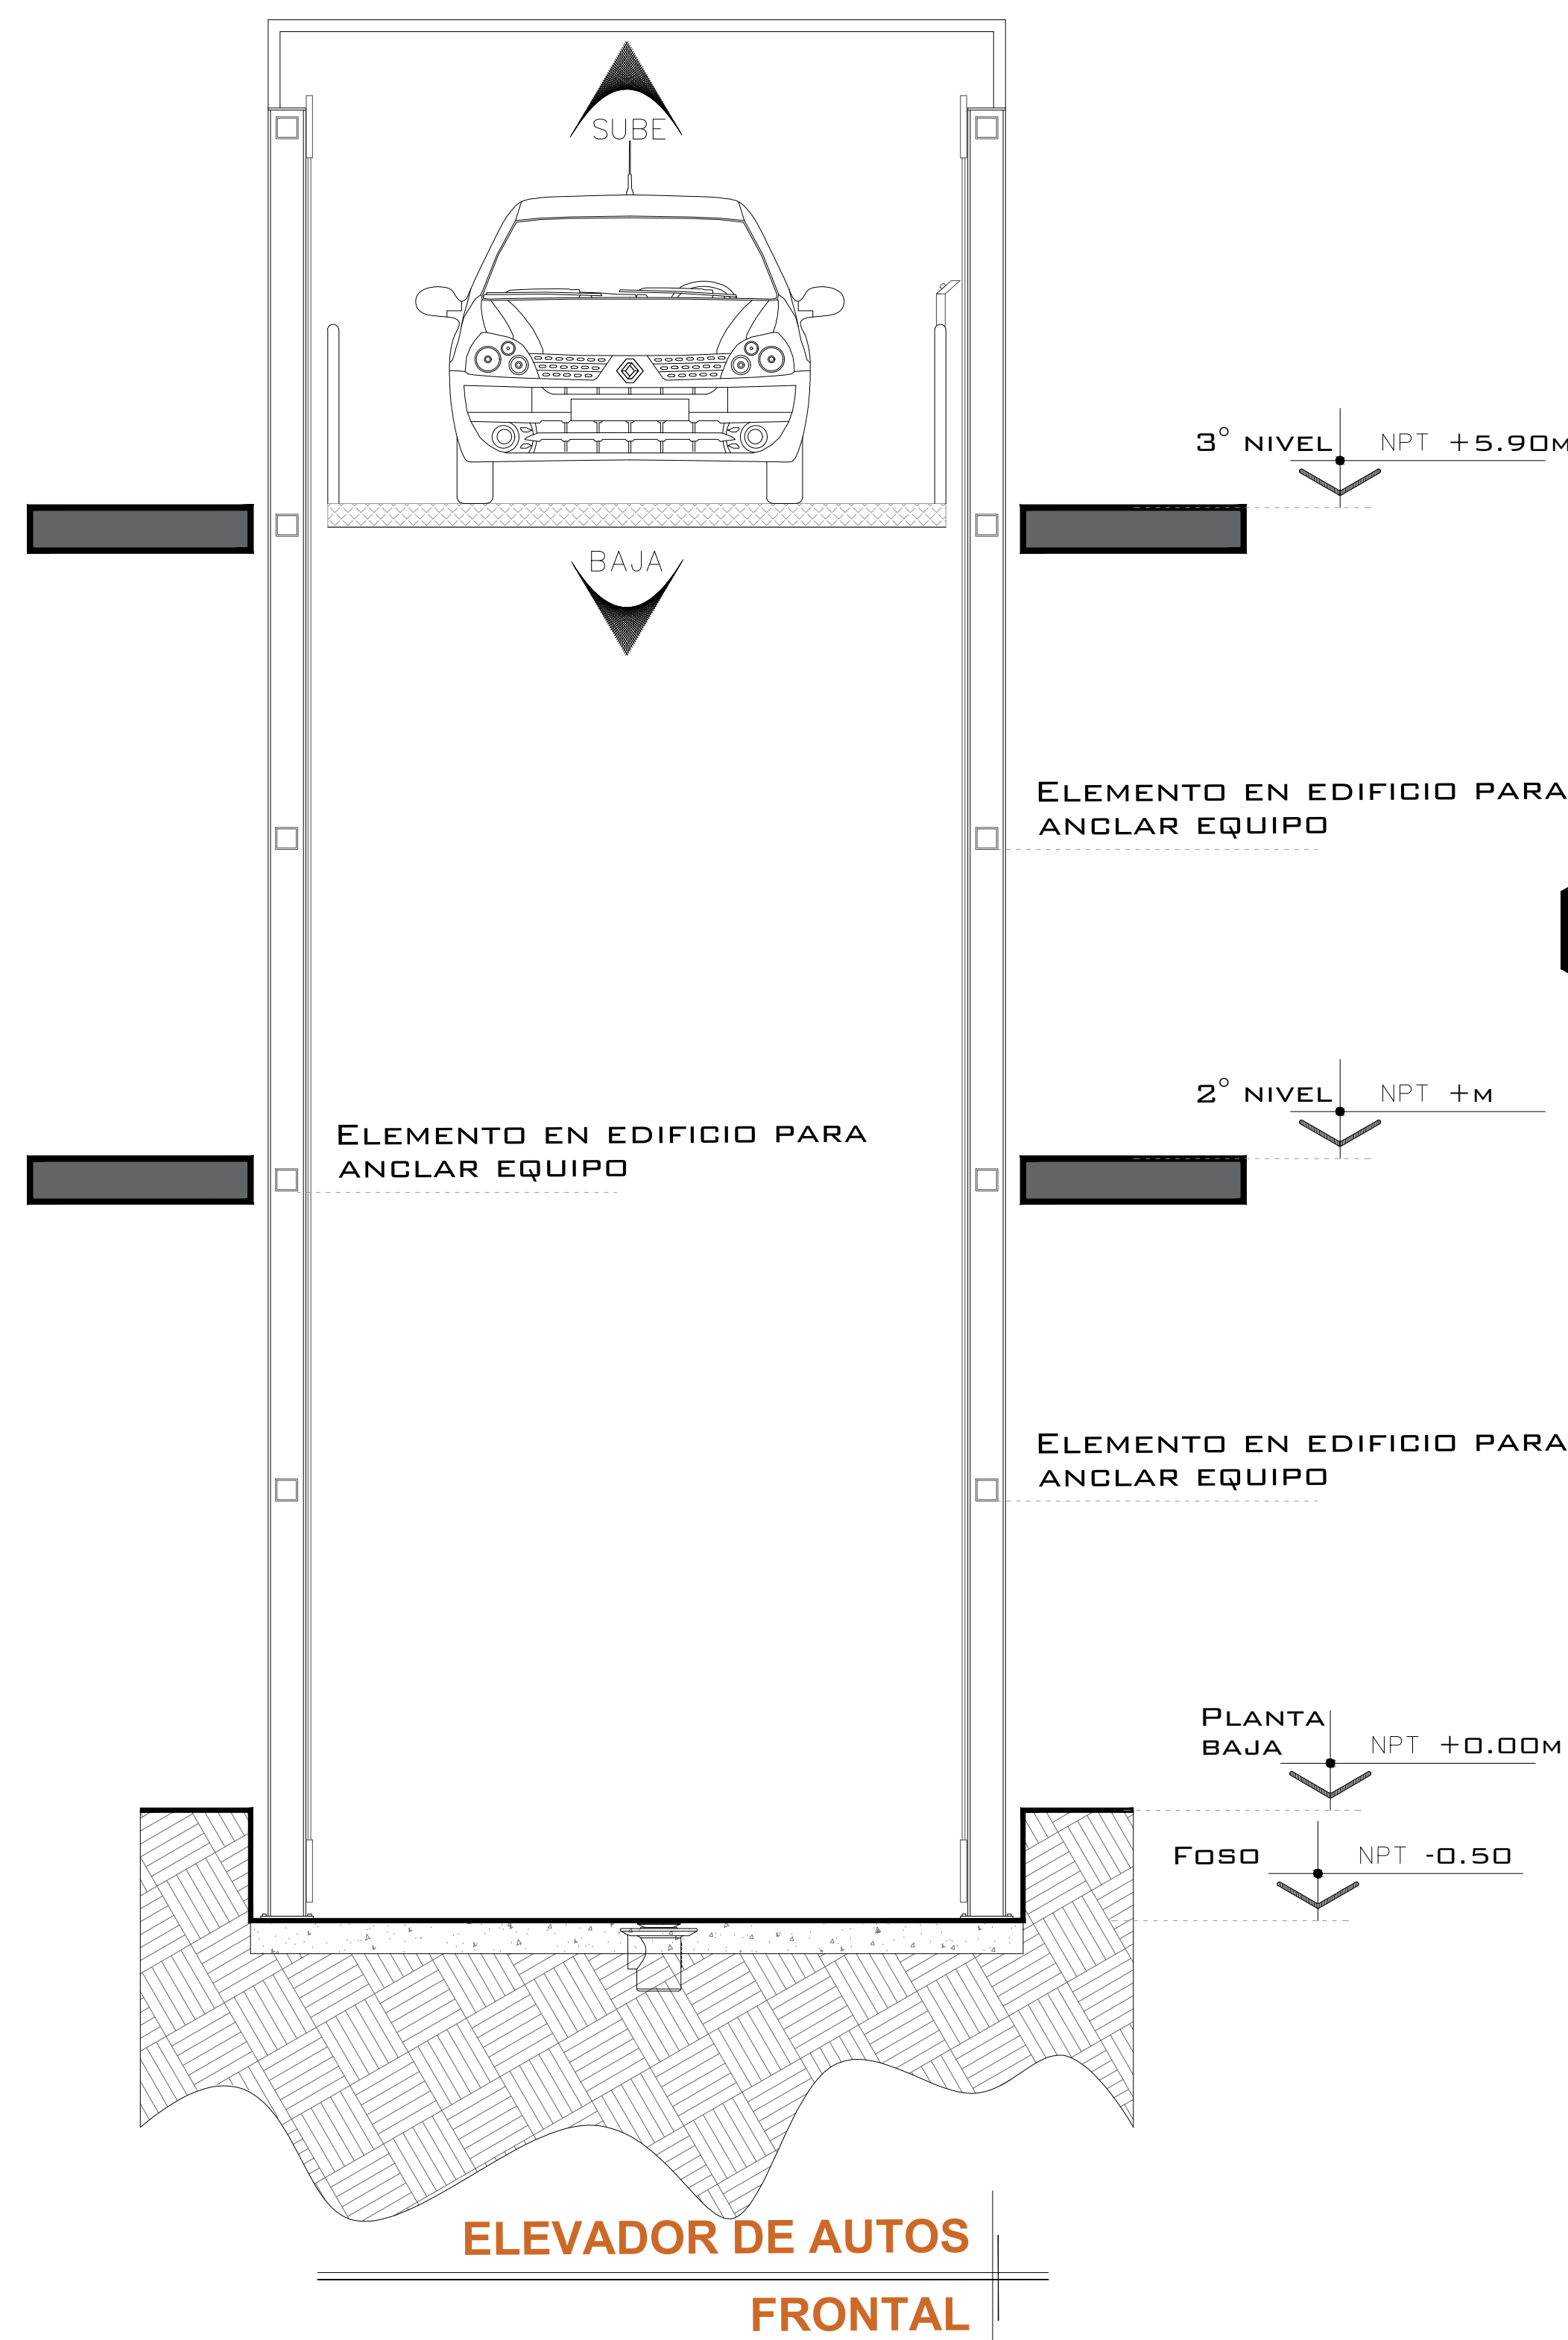 SUBE
3° NIVEL NPT +5.90M
BAJA
ELEMENTO EN EDIFICIO PARA
ANCLAR EQUIPO
2° NIVEL NPT +M
ELEMENTO EN EDIFICIO PARA
ANCLAR EQUIPO
ELEMENTO EN EDIFICIO PARA
ANCLAR EQUIPO
PLANTA
BAJA NPT +0.00M
FOSO NPT -0.50
ELEVADOR DE AUTOS
FRONTAL